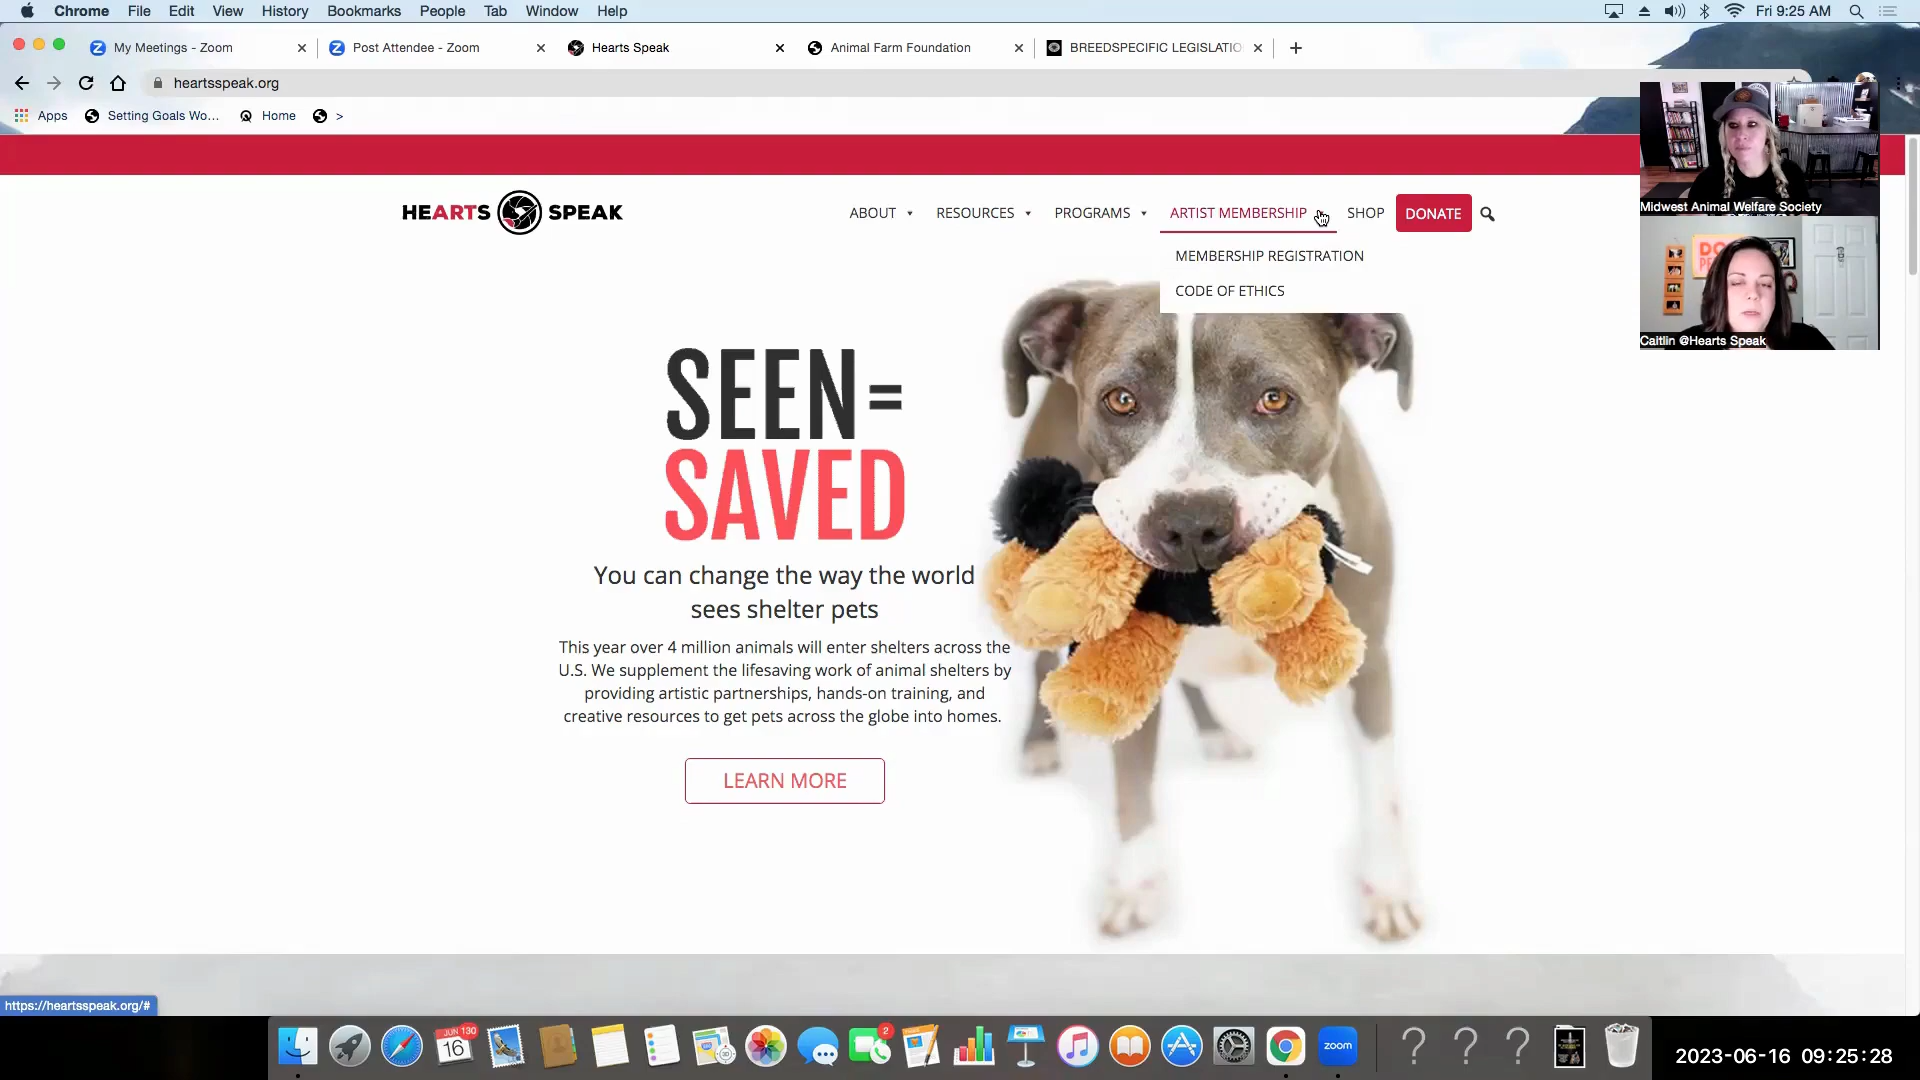 Chrome File Edit View History Bookmarks People Tab Window Help
Fri 9:25 AM
My Meetings - Zoom
Post Attendee - Zoom
Hearts Speak
Animal Farm Foundation
BREEDSPECIFIC LEGISLATIO
heartsspeak.org
Apps
Setting Goals Wo...
Home
>
HEARTS SPEAK
ABOUT
RESOURCES
PROGRAMS
ARTIST MEMBERSHIP
SHOP
DONATE
MEMBERSHIP REGISTRATION
CODE OF ETHICS
Midwest Animal Welfare Society
Caitlin @Hearts Speak
SEEN=
SAVED
You can change the way the world
sees shelter pets
This year over 4 million animals will enter shelters across the
U.S. We supplement the lifesaving work of animal shelters by
providing artistic partnerships, hands-on training, and
creative resources to get pets across the globe into homes.
LEARN MORE
https://heartsspeak.org/#
JUN
16
130
2
zoom
? ? ?
2023-06-16 09:25:28